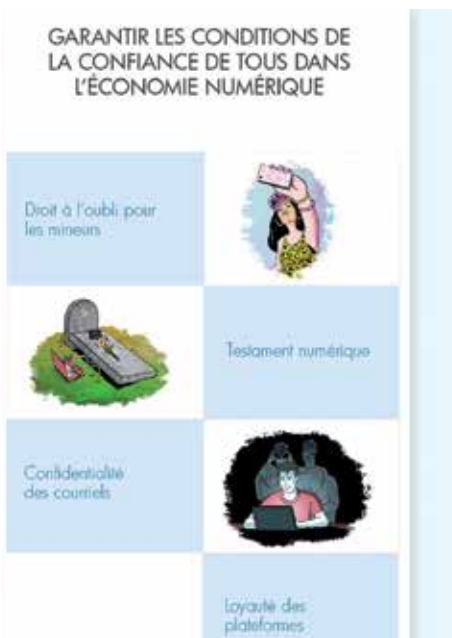 GARANTIR LES CONDITIONS DE
LA CONFIANCE DE TOUS DANS
L'ÉCONOMIE NUMÉRIQUE
Droit à l'oubli pour
les mineurs
Testament numérique
Confidentialité
des courriels
Loyauté des
plateformes